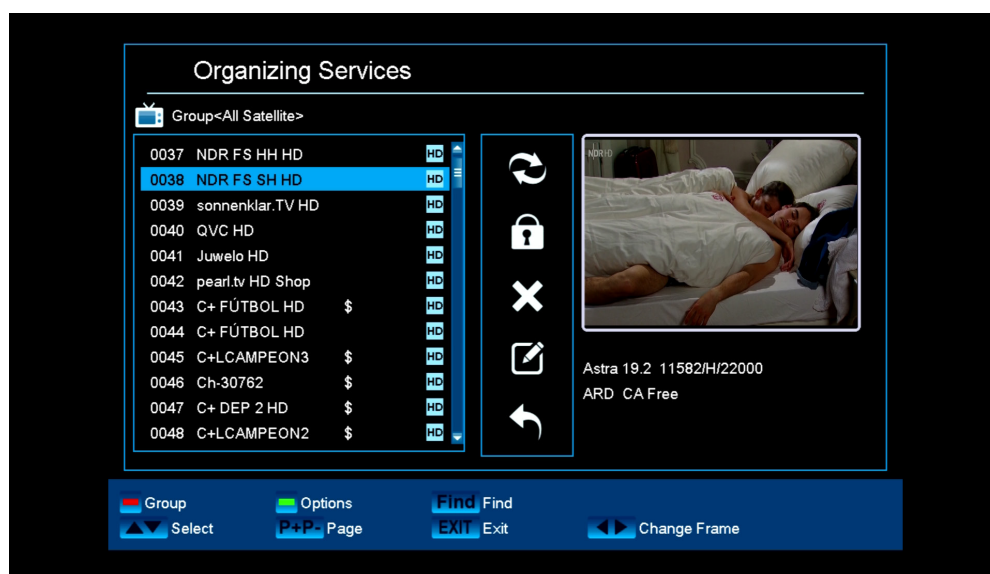 Organizing Services
Group<All Satellite>
0037 NDR FS HH HD HD
0038 NDR FS SH HD HD
0039 sonnenklar.TV HD HD
0040 QVC HD HD
0041 Juwelo HD HD
0042 pearl.tv HD Shop HD
0043 C+ FÚTBOL HD $ HD
0044 C+ FÚTBOL HD HD
0045 C+LCAMPEON3 $ HD
0046 Ch-30762 $ HD
0047 C+ DEP 2 HD $ HD
0048 C+LCAMPEON2 $ HD
NDR HD
Astra 19.2 11582/H/22000
ARD CA Free
Group Options Find Find
Select P+P- Page EXIT Exit Change Frame